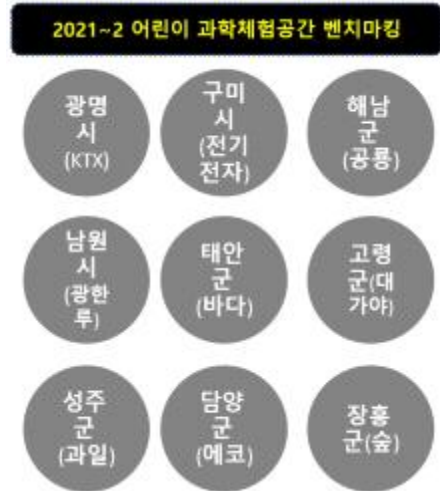 2021~2 어린이 과학체험공간 벤치마킹
광명
시
(KTX)
구미
시
(전기
전자)
해남
군
(공룡)
남원
시
(광한
루)
태안
군
(바다)
고령
군(대
가야)
성주
군
(과일)
담양
군
(에코)
장흥
군(숲)